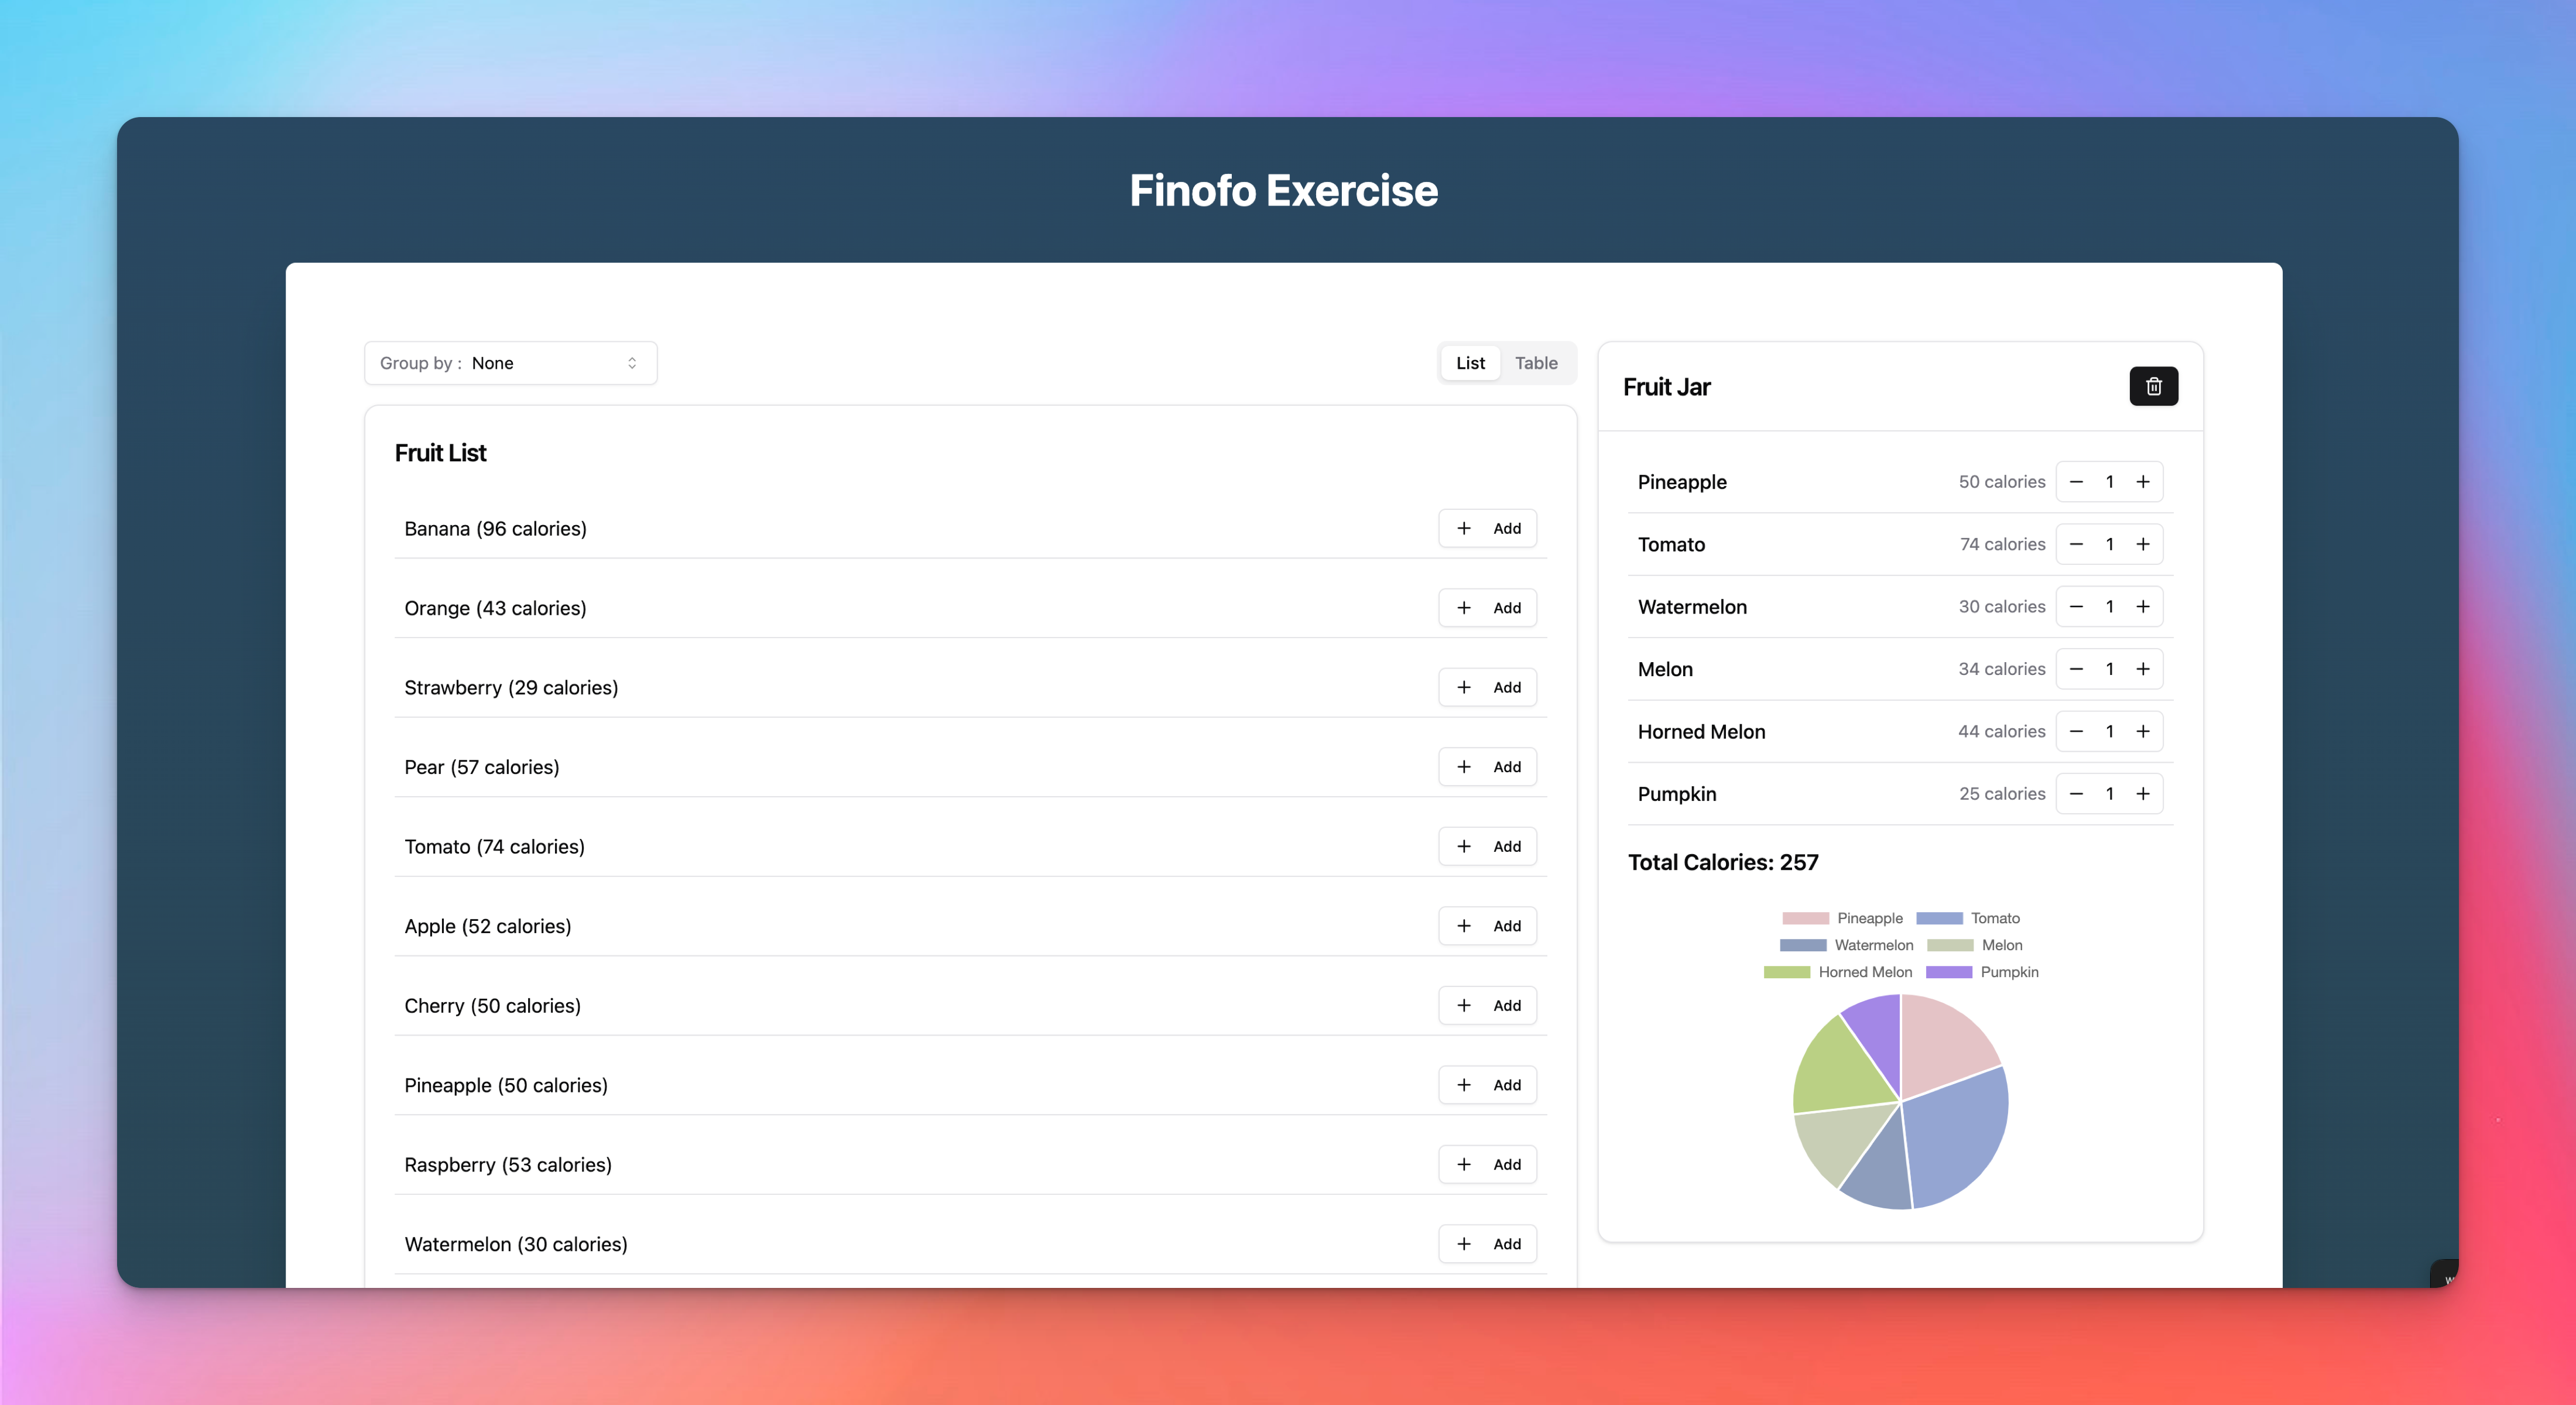 Finofo Exercise
Group by : None
List Table
Fruit List
Banana (96 calories) + Add
Orange (43 calories) + Add
Strawberry (29 calories) + Add
Pear (57 calories) + Add
Tomato (74 calories) + Add
Apple (52 calories) + Add
Cherry (50 calories) + Add
Pineapple (50 calories) + Add
Raspberry (53 calories) + Add
Watermelon (30 calories) + Add
Fruit Jar
Pineapple 50 calories − 1 +
Tomato 74 calories − 1 +
Watermelon 30 calories − 1 +
Melon 34 calories − 1 +
Horned Melon 44 calories − 1 +
Pumpkin 25 calories − 1 +
Total Calories: 257
Pineapple Tomato
Watermelon Melon
Horned Melon Pumpkin